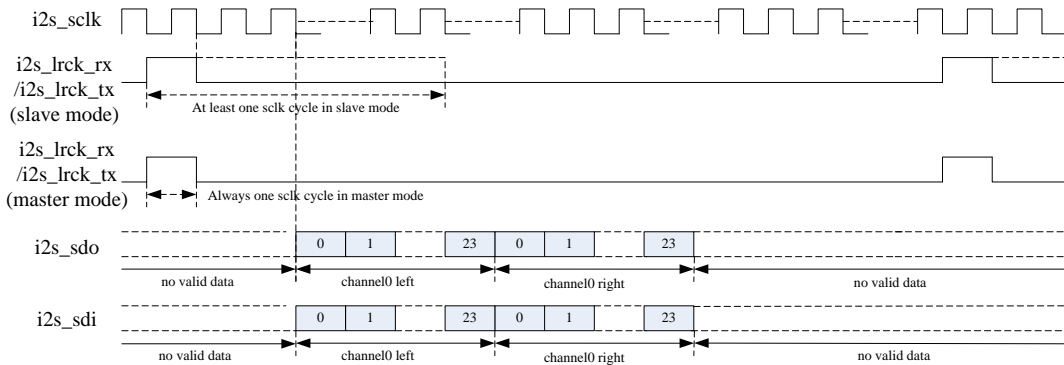 i2s_sclk
i2s_lrck_rx
/i2s_lrck_tx
(slave mode)
At least one sclk cycle in slave mode
i2s_lrck_rx
/i2s_lrck_tx
(master mode)
Always one sclk cycle in master mode
i2s_sdo
0 1 23 0 1 23
no valid data channel0 left channel0 right no valid data
i2s_sdi
0 1 23 0 1 23
no valid data channel0 left channel0 right no valid data